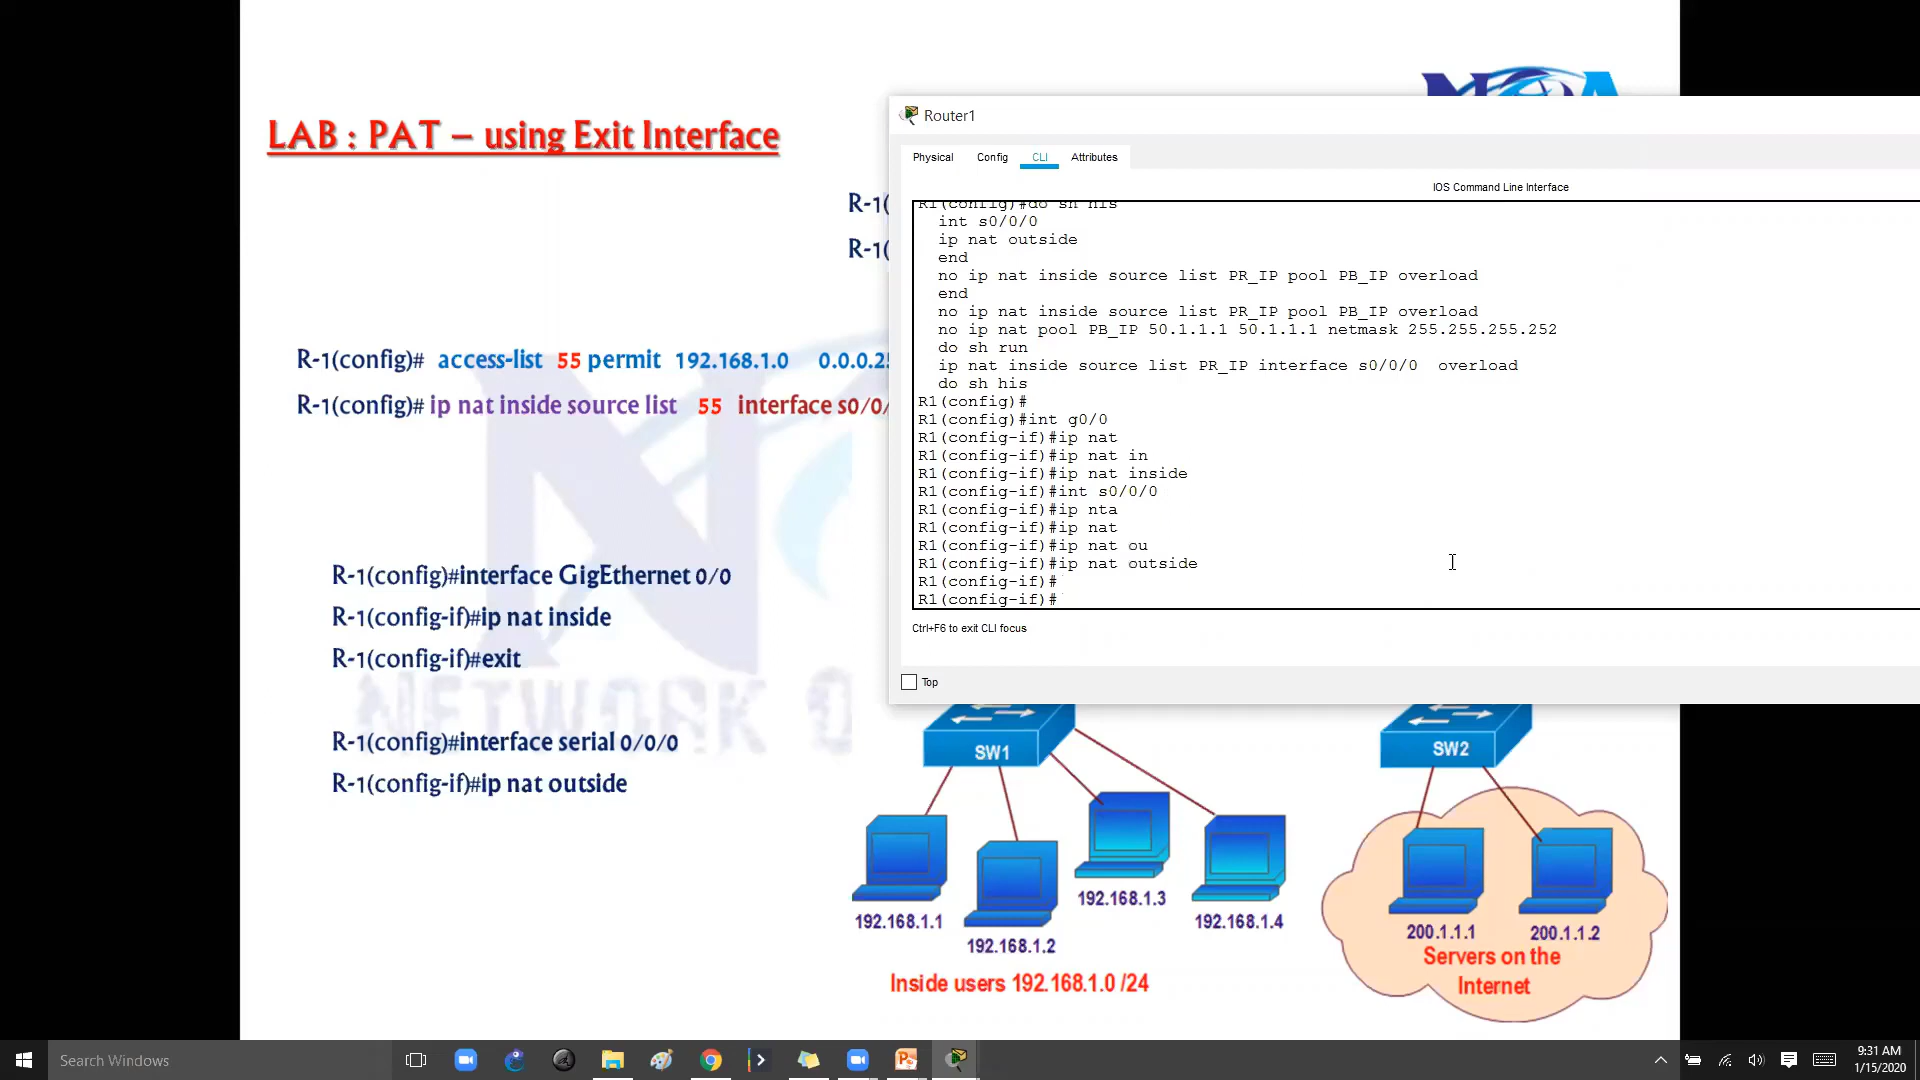 LAB : PAT – using Exit Interface
R-1(
R-1(
R-1(config)# access-list 55 permit 192.168.1.0 0.0.0.25
R-1(config)# ip nat inside source list 55 interface s0/0/
R-1(config)#interface GigEthernet 0/0
R-1(config-if)#ip nat inside
R-1(config-if)#exit
R-1(config)#interface serial 0/0/0
R-1(config-if)#ip nat outside
NETWORK
Router1
Physical Config CLI Attributes
IOS Command Line Interface
R1(config)#do sh his
int s0/0/0
ip nat outside
end
no ip nat inside source list PR_IP pool PB_IP overload
end
no ip nat inside source list PR_IP pool PB_IP overload
no ip nat pool PB_IP 50.1.1.1 50.1.1.1 netmask 255.255.255.252
do sh run
ip nat inside source list PR_IP interface s0/0/0 overload
do sh his
R1(config)#
R1(config)#int g0/0
R1(config-if)#ip nat
R1(config-if)#ip nat in
R1(config-if)#ip nat inside
R1(config-if)#int s0/0/0
R1(config-if)#ip nta
R1(config-if)#ip nat
R1(config-if)#ip nat ou
R1(config-if)#ip nat outside
R1(config-if)#
R1(config-if)#
Ctrl+F6 to exit CLI focus
Top
SW1
SW2
192.168.1.1
192.168.1.2
192.168.1.3
192.168.1.4
200.1.1.1
200.1.1.2
Servers on the
Internet
Inside users 192.168.1.0 /24
Search Windows
9:31 AM
1/15/2020